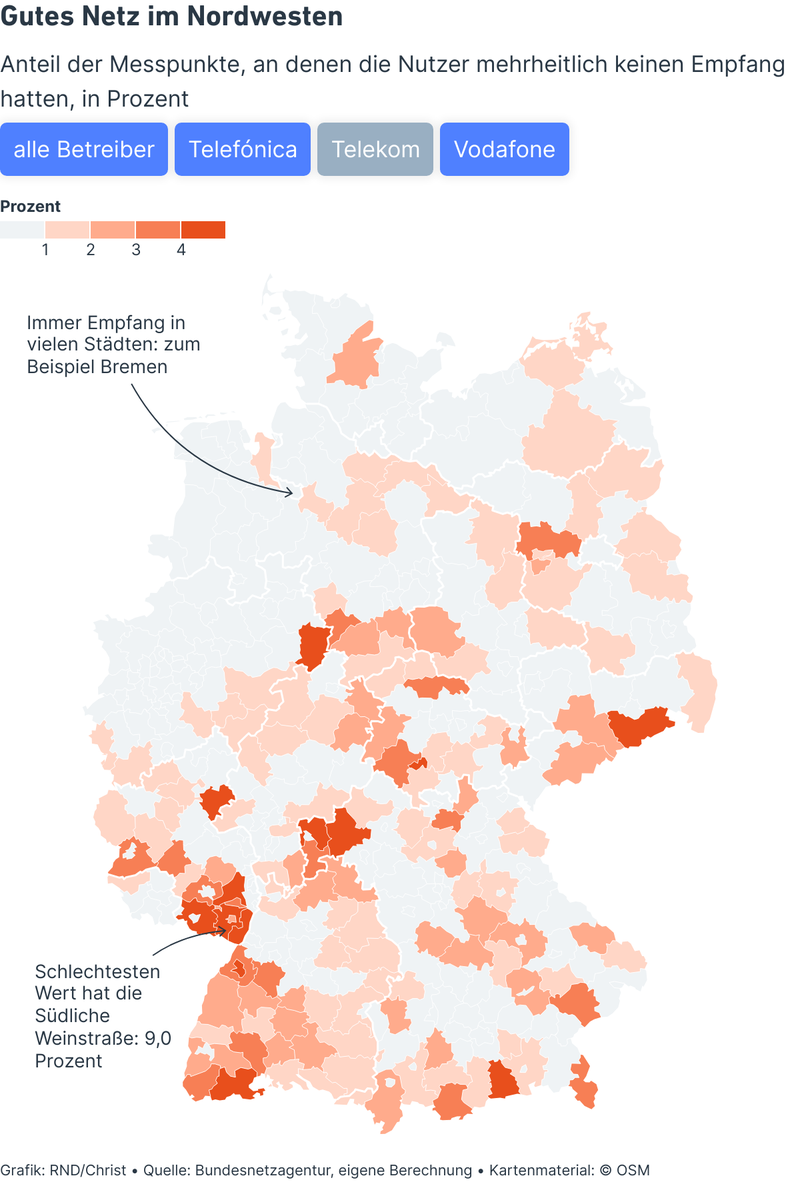 Gutes Netz im Nordwesten
Anteil der Messpunkte, an denen die Nutzer mehrheitlich keinen Empfang
hatten, in Prozent
alle Betreiber Telefónica Telekom Vodafone
Prozent
1 2 3 4
Immer Empfang in
vielen Städten: zum
Beispiel Bremen
Schlechtesten
Wert hat die
Südliche
Weinstraße: 9,0
Prozent
Grafik: RND/Christ • Quelle: Bundesnetzagentur, eigene Berechnung • Kartenmaterial: © OSM